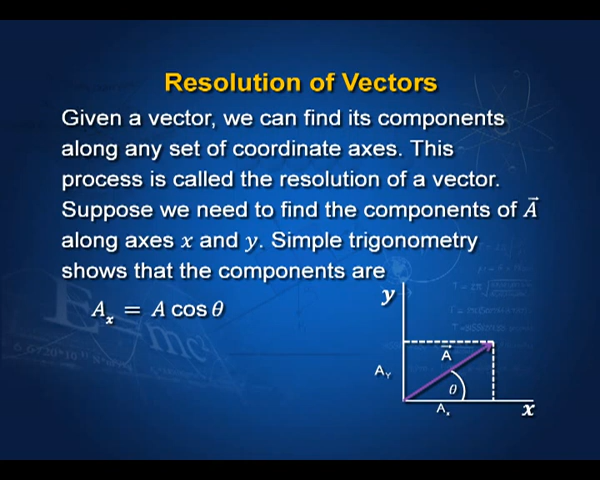 Resolution of Vectors
Given a vector, we can find its components
along any set of coordinate axes. This
process is called the resolution of a vector.
Suppose we need to find the components of A⃗
along axes x and y. Simple trigonometry
shows that the components are
Aₓ = A cos θ
y
A⃗
A_Y
θ
Aₓ
x
E=mc²